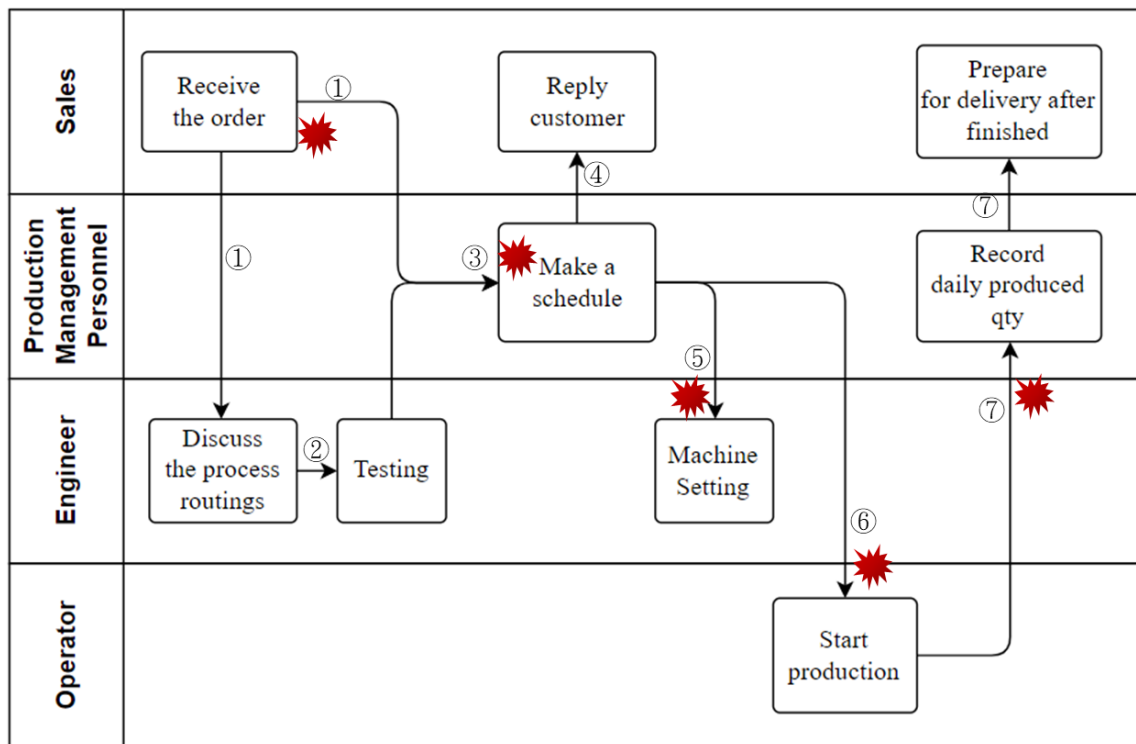 Sales
Receive
the order
①
Reply
customer
④
Prepare
for delivery after
finished
Production
Management
Personnel
①
③
Make a
schedule
⑤
⑦
Record
daily produced
qty
Engineer
Discuss
the process
routings
②
Testing
Machine
Setting
⑥
⑦
Operator
Start
production